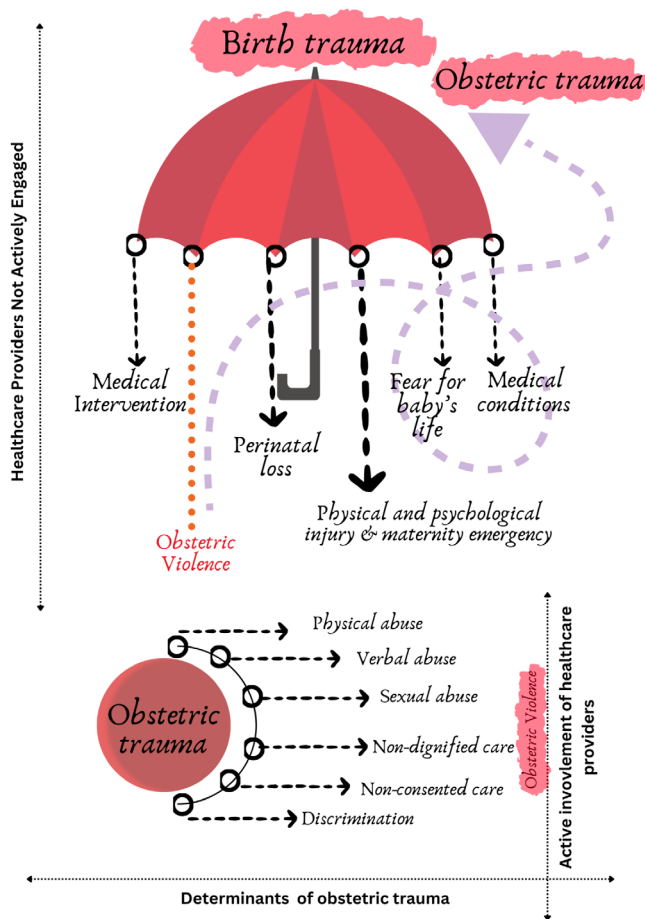 Birth trauma
Obstetric trauma
Healthcare Providers Not Actively Engaged
Medical
Intervention
Perinatal
loss
Fear for
baby's
life
Medical
conditions
Physical and psychological
injury & maternity emergency
Obstetric
Violence
Obstetric
trauma
Physical abuse
Verbal abuse
Sexual abuse
Non-dignified care
Non-consented care
Discrimination
Obstetric Violence
Active invovlement of healthcare
providers
Determinants of obstetric trauma